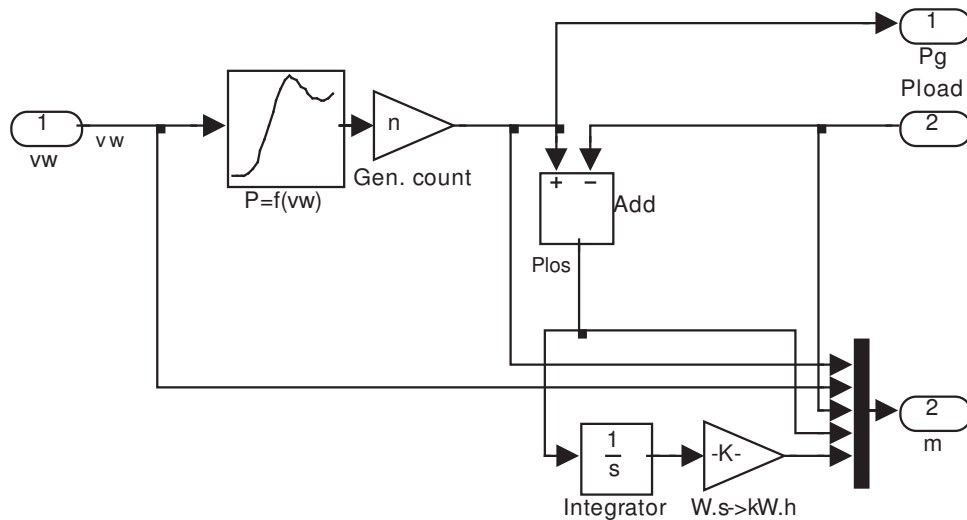 1
Pg
Pload
1
vw
vw
P=f(vw)
n
Gen. count
2
+ −
Add
Plos
1
s
Integrator
-K-
W.s->kW.h
2
m